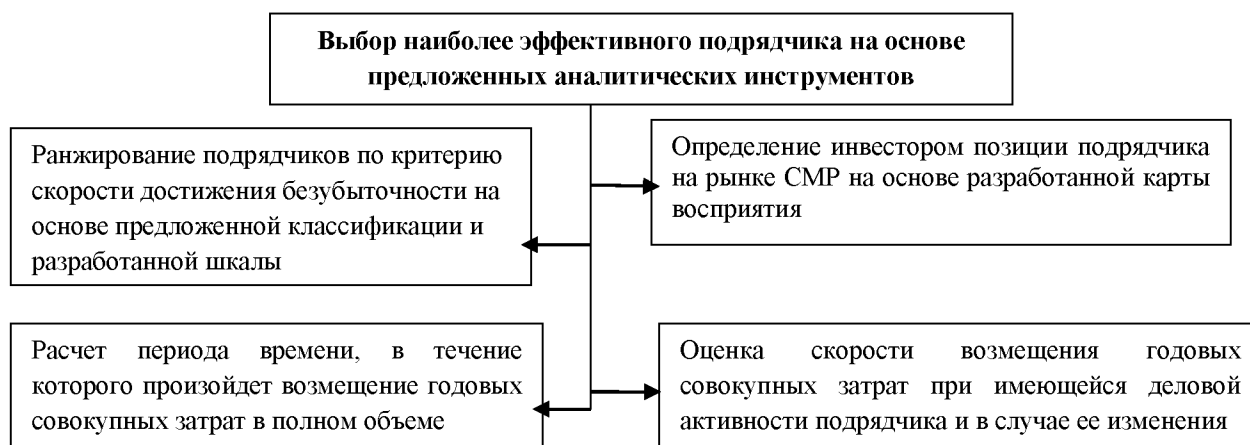 Выбор наиболее эффективного подрядчика на основе
предложенных аналитических инструментов
Ранжирование подрядчиков по критерию
скорости достижения безубыточности на
основе предложенной классификации и
разработанной шкалы
Определение инвестором позиции подрядчика
на рынке СМР на основе разработанной карты
восприятия
Расчет периода времени, в течение
которого произойдет возмещение годовых
совокупных затрат в полном объеме
Оценка скорости возмещения годовых
совокупных затрат при имеющейся деловой
активности подрядчика и в случае ее изменения